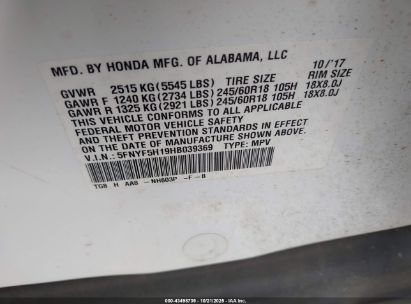 MFD. BY HONDA MFG. OF ALABAMA, LLC 10/'17
GVWR 2515 KG(5545 LBS) TIRE SIZE RIM SIZE
GAWR F 1240 KG(2734 LBS) 245/60R18 105H 18X8.0J
GAWR R 1325 KG(2921 LBS) 245/60R18 105H 18X8.0J
THIS VEHICLE CONFORMS TO ALL APPLICABLE
FEDERAL MOTOR VEHICLE SAFETY
AND THEFT PREVENTION STANDARDS IN EFFECT
ON THE DATE OF MANUFACTURE SHOWN ABOVE.
V.I.N.: 5FNYF5H19HB039369 TYPE: MPV
TG8 H AA8 - NH603P -F -B